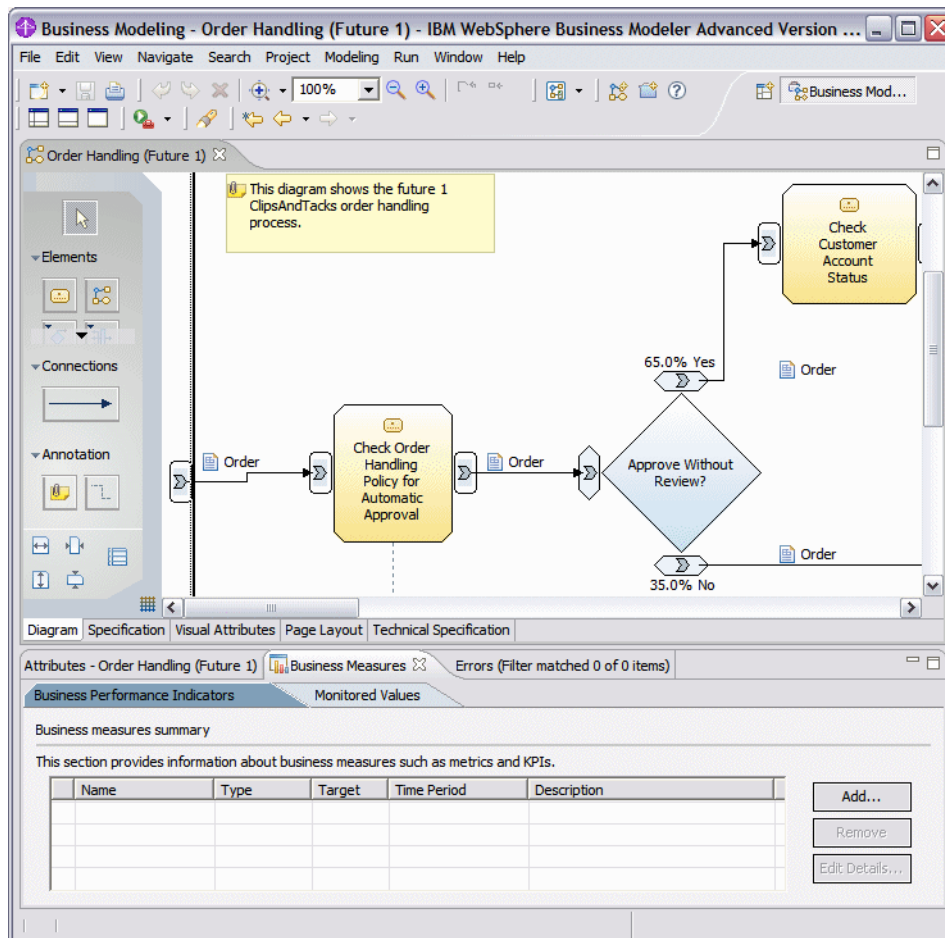 Business Modeling - Order Handling (Future 1) - IBM WebSphere Business Modeler Advanced Version ...
File Edit View Navigate Search Project Modeling Run Window Help
100%
Business Mod...
Order Handling (Future 1)
This diagram shows the future 1
ClipsAndTacks order handling
process.
Elements
Connections
Annotation
Check
Customer
Account
Status
65.0% Yes
Order
Order
Check Order
Handling
Policy for
Automatic
Approval
Order
Approve Without
Review?
Order
35.0% No
Diagram Specification Visual Attributes Page Layout Technical Specification
Attributes - Order Handling (Future 1) Business Measures Errors (Filter matched 0 of 0 items)
Business Performance Indicators Monitored Values
Business measures summary
This section provides information about business measures such as metrics and KPIs.
Name Type Target Time Period Description
Add...
Remove
Edit Details...